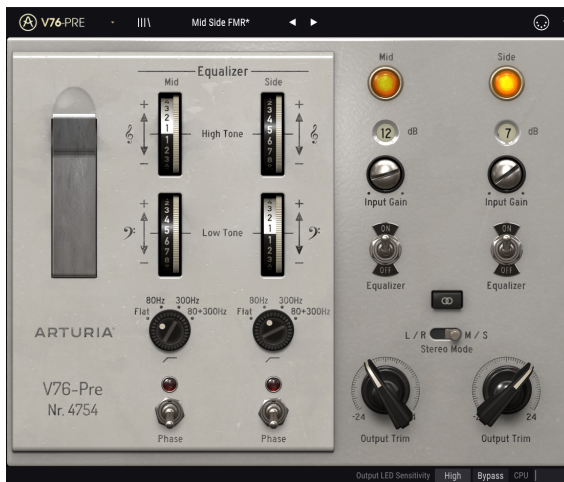 V76-PRE
Mid Side FMR*
Equalizer
Mid
Side
High Tone
Low Tone
Flat
80Hz
300Hz
80+300Hz
Flat
80Hz
300Hz
80+300Hz
ARTURIA
V76-Pre
Nr. 4754
Phase
Phase
Mid
Side
12 dB
7 dB
Input Gain
Input Gain
ON
OFF
Equalizer
ON
OFF
Equalizer
L / R
M / S
Stereo Mode
-24
24
Output Trim
Output Trim
Output LED Sensitivity
High
Bypass
CPU